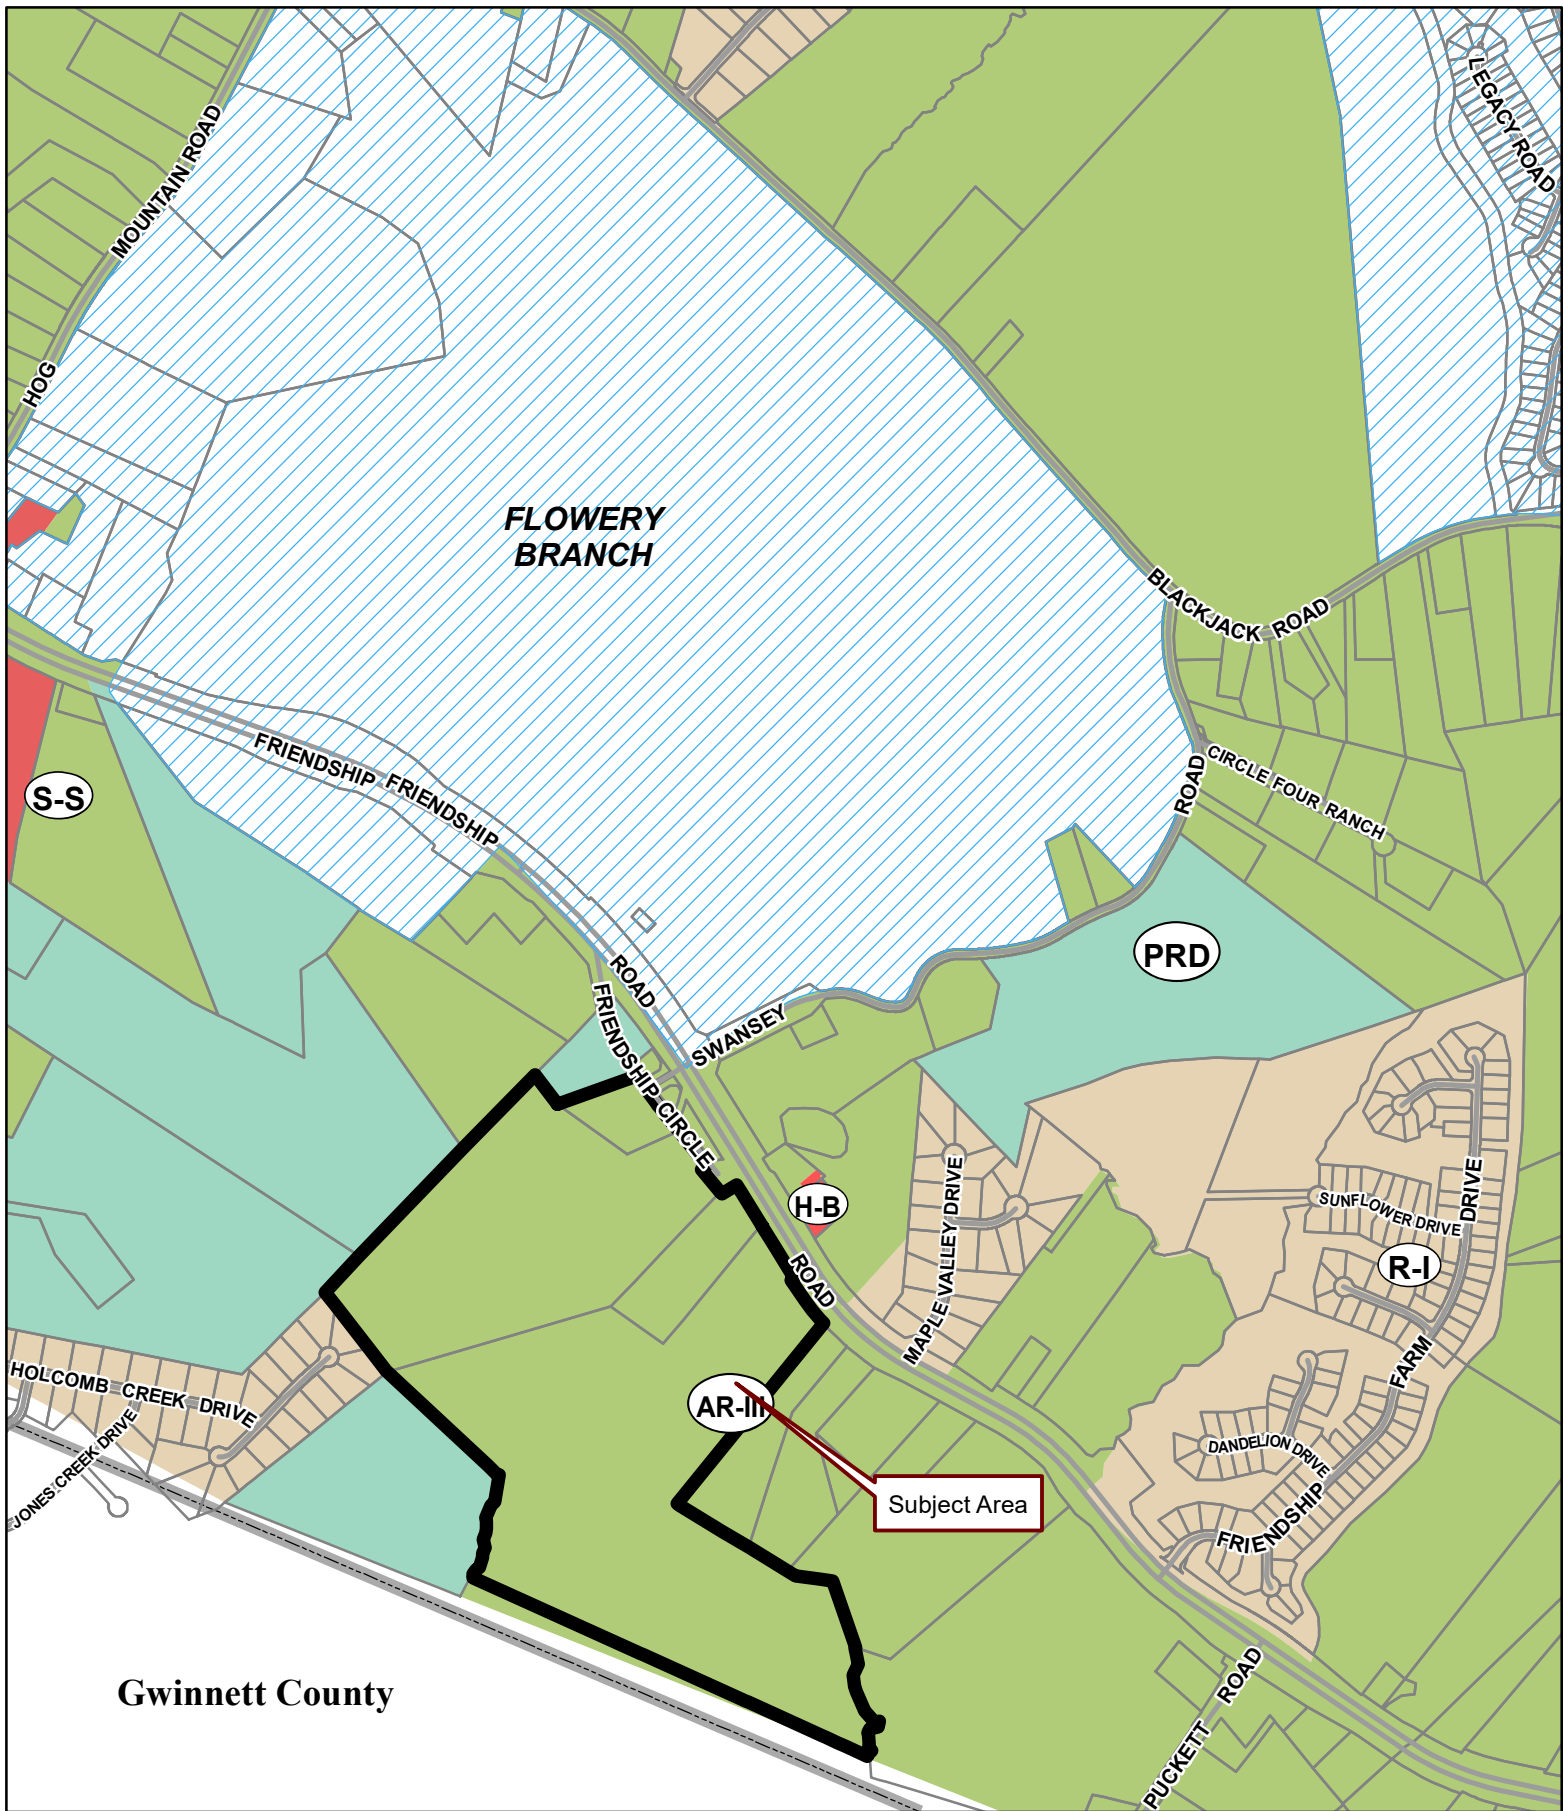 LEGACY ROAD
MOUNTAIN ROAD
HOG
FLOWERY
BRANCH
BLACKJACK ROAD
FRIENDSHIP
FRIENDSHIP
CIRCLE FOUR RANCH
ROAD
S-S
PRD
ROAD
FRIENDSHIP CIRCLE
SWANSEY
H-B
MAPLE VALLEY DRIVE
SUNFLOWER DRIVE
DRIVE
R-I
ROAD
FARM
HOLCOMB CREEK DRIVE
JONES CREEK DRIVE
AR-III
DANDELION DRIVE
Subject Area
FRIENDSHIP
Gwinnett County
PUCKETT ROAD